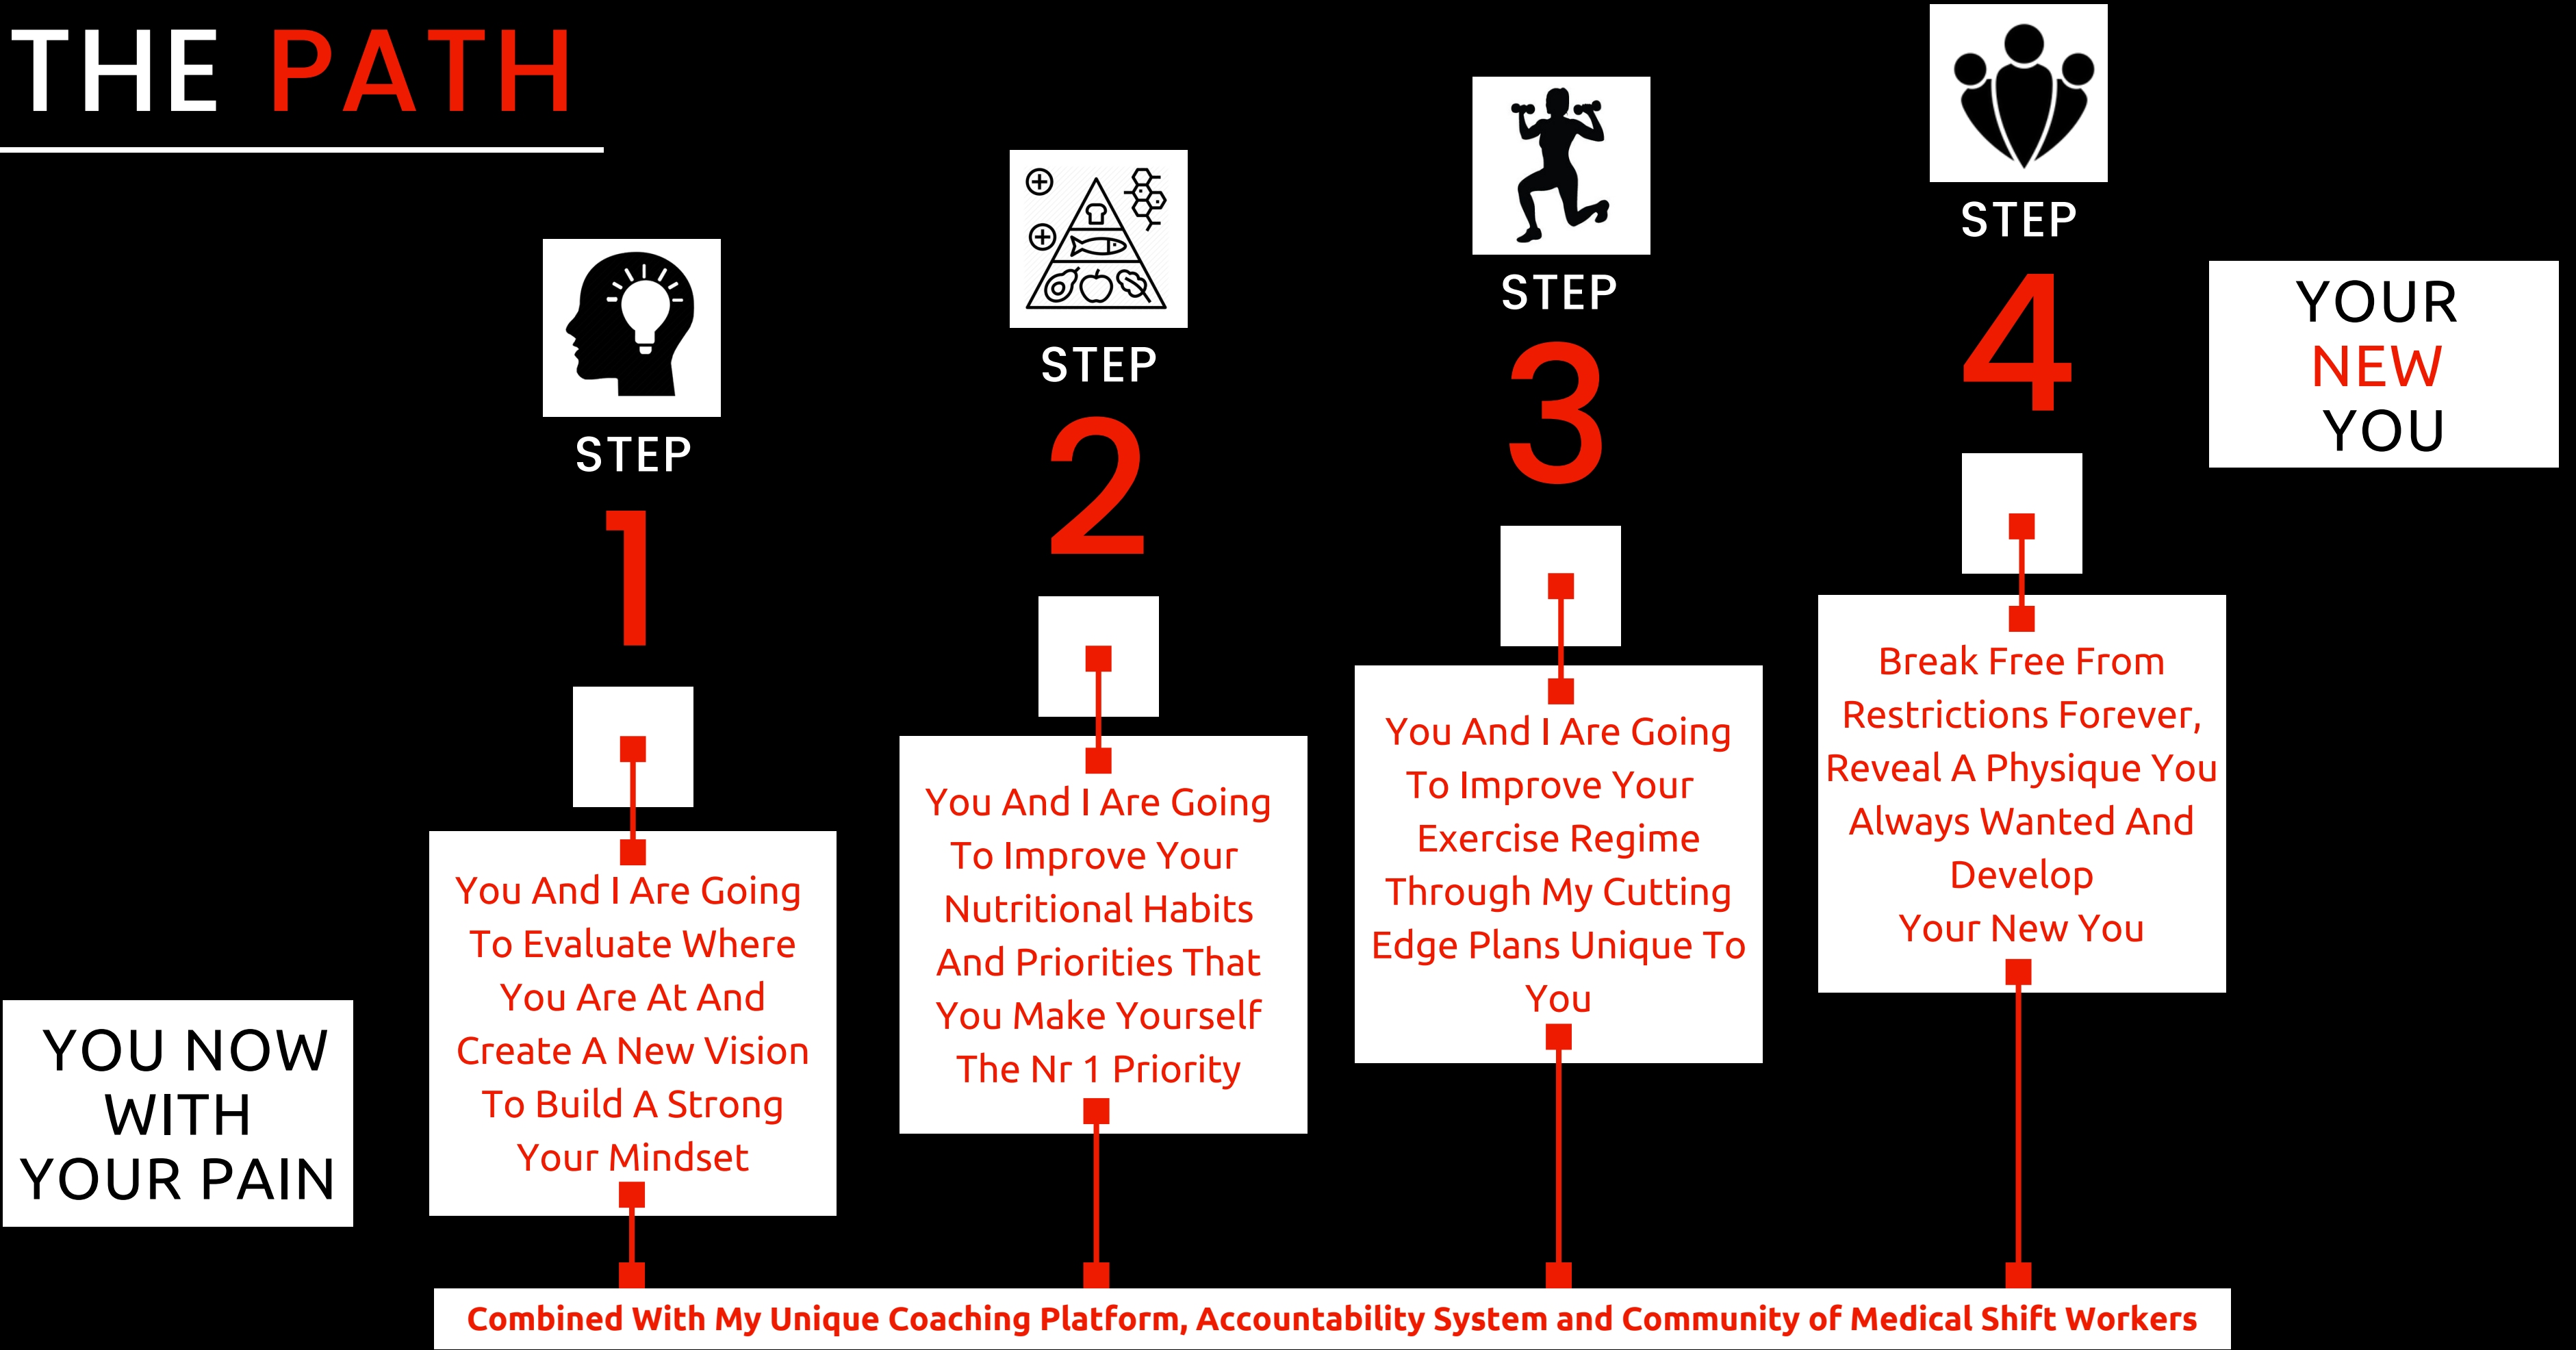 THE PATH
YOU NOW
WITH
YOUR PAIN
STEP
1
You And I Are Going
To Evaluate Where
You Are At And
Create A New Vision
To Build A Strong
Your Mindset
STEP
2
You And I Are Going
To Improve Your
Nutritional Habits
And Priorities That
You Make Yourself
The Nr 1 Priority
STEP
3
You And I Are Going
To Improve Your
Exercise Regime
Through My Cutting
Edge Plans Unique To
You
STEP
4
Break Free From
Restrictions Forever,
Reveal A Physique You
Always Wanted And
Develop
Your New You
YOUR
NEW
YOU
Combined With My Unique Coaching Platform, Accountability System and Community of Medical Shift Workers